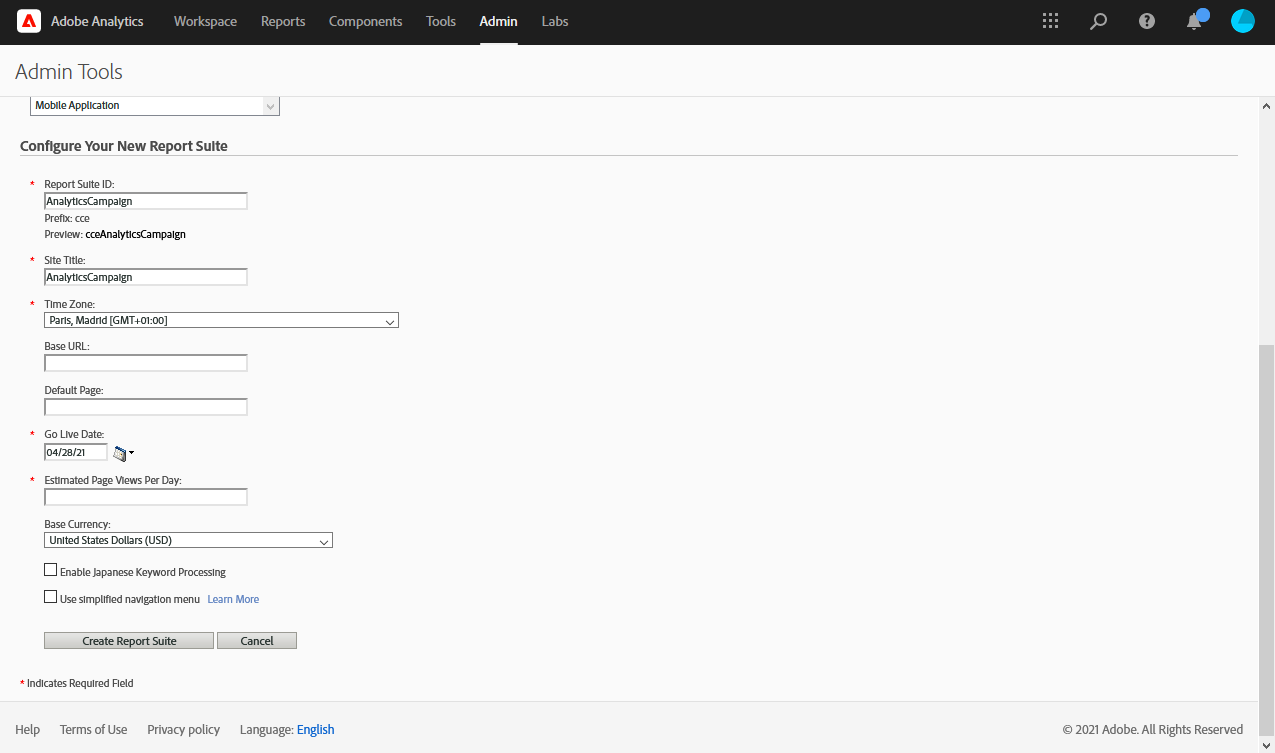 Adobe Analytics Workspace Reports Components Tools Admin Labs
Admin Tools
Mobile Application
Configure Your New Report Suite
* Report Suite ID:
AnalyticsCampaign
Prefix: cce
Preview: cceAnalyticsCampaign
* Site Title:
AnalyticsCampaign
* Time Zone:
Paris, Madrid [GMT+01:00]
Base URL:
Default Page:
* Go Live Date:
04/28/21
* Estimated Page Views Per Day:
Base Currency:
United States Dollars (USD)
Enable Japanese Keyword Processing
Use simplified navigation menu Learn More
Create Report Suite Cancel
* Indicates Required Field
Help Terms of Use Privacy policy Language: English © 2021 Adobe. All Rights Reserved